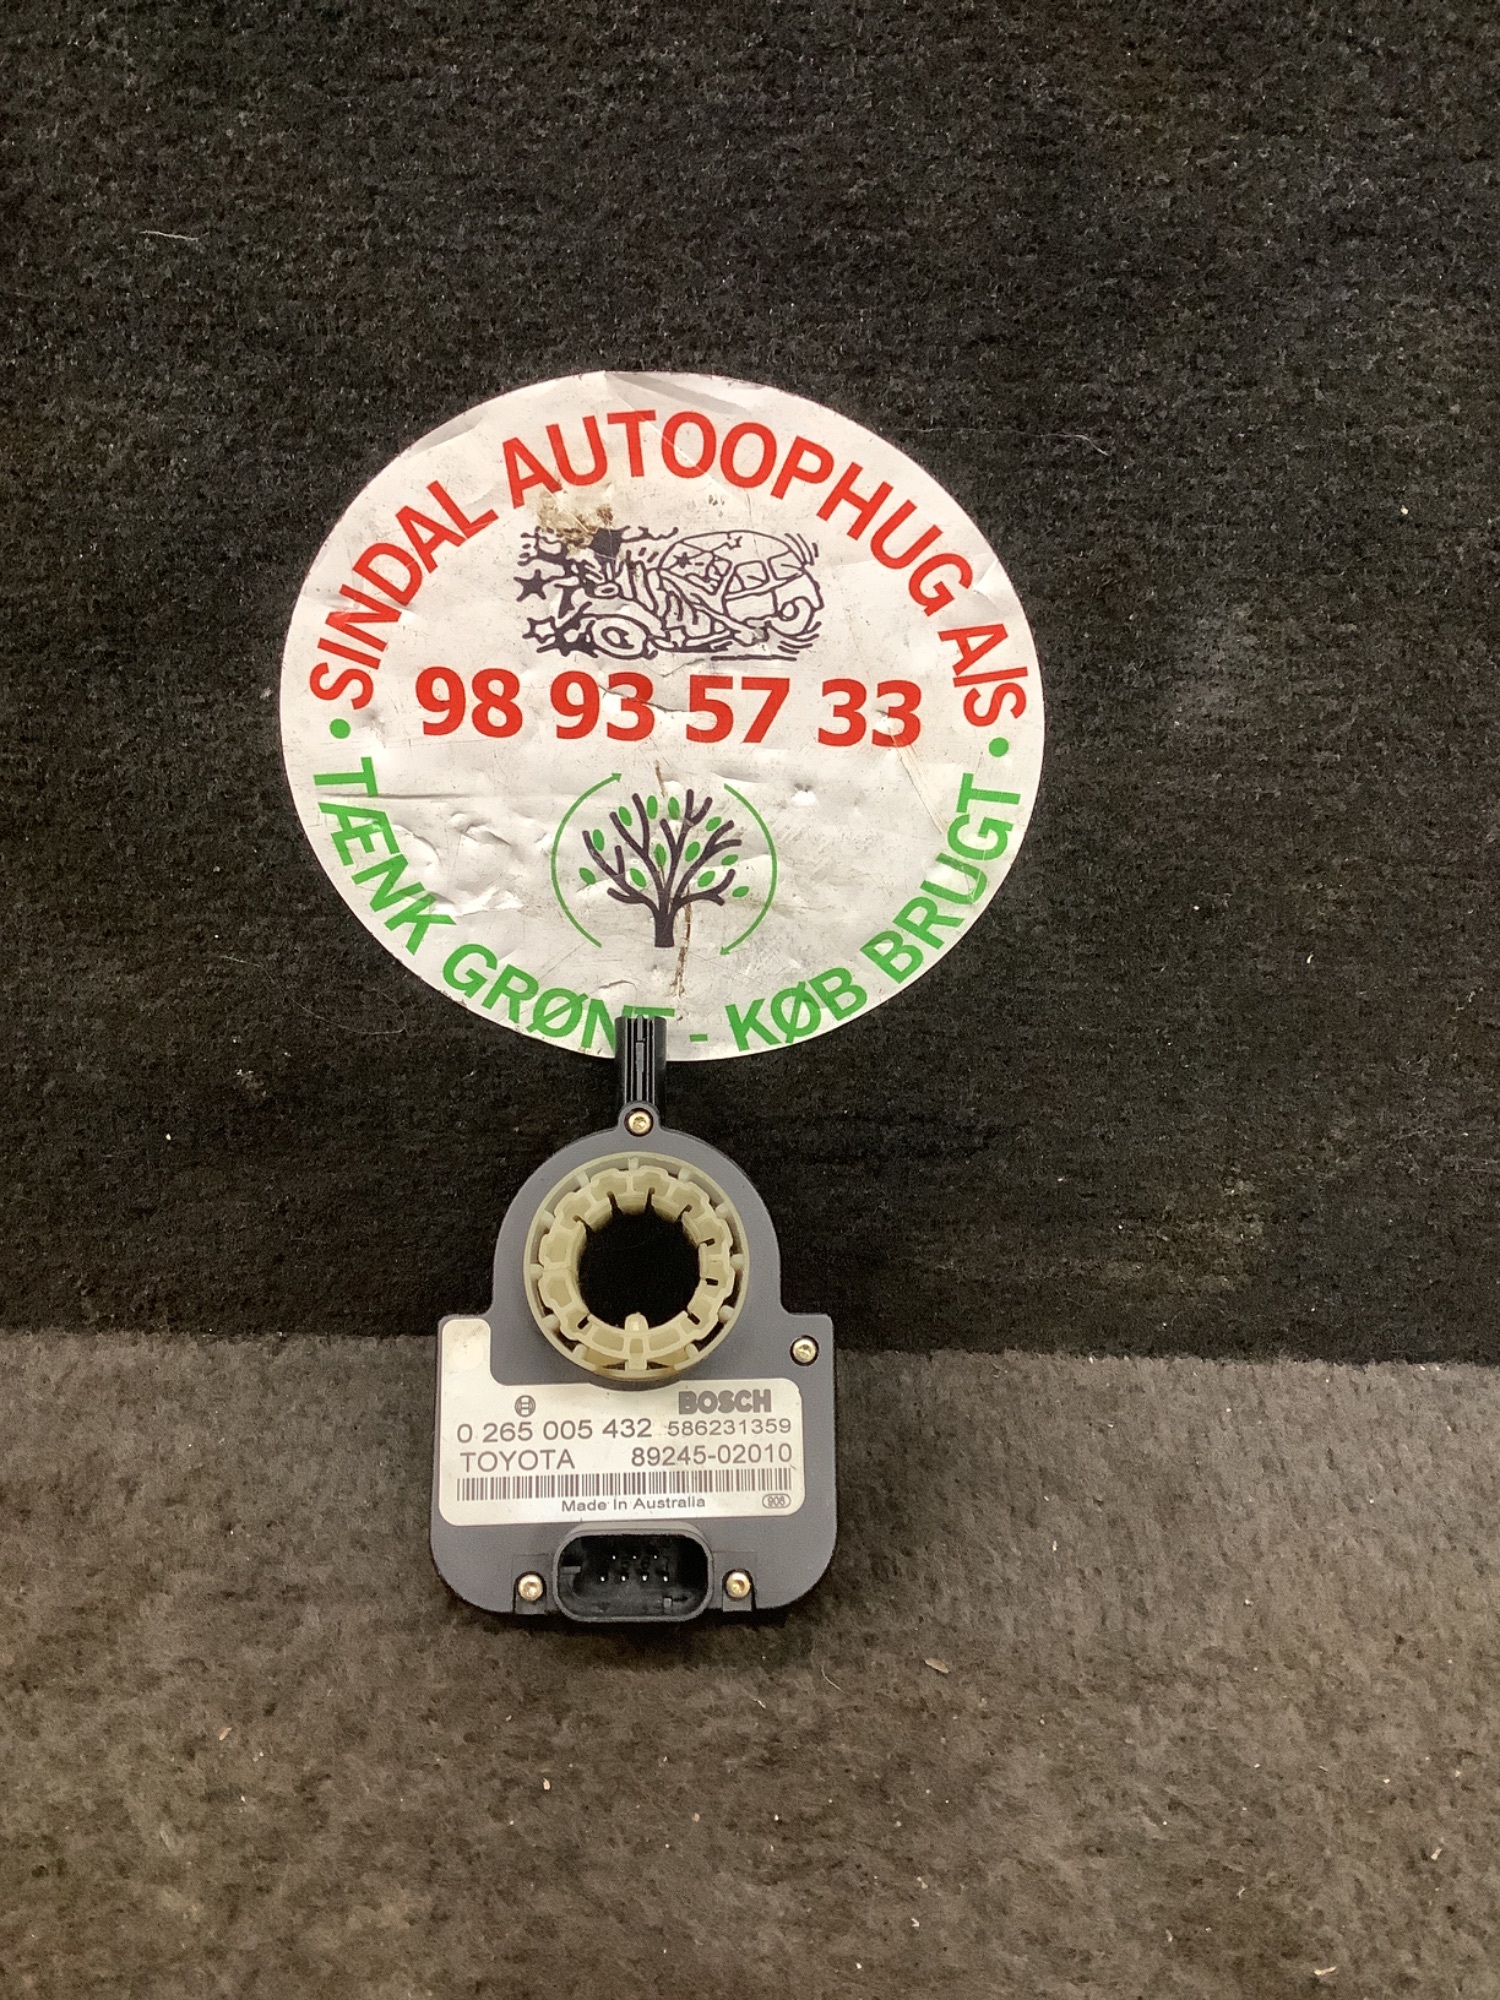 • SINDAL AUTOOPHUG A/S •
98 93 57 33
TÆNK GRØNT - KØB BRUGT
BOSCH
0 265 005 432 586231359
TOYOTA 89245-02010
Made in Australia